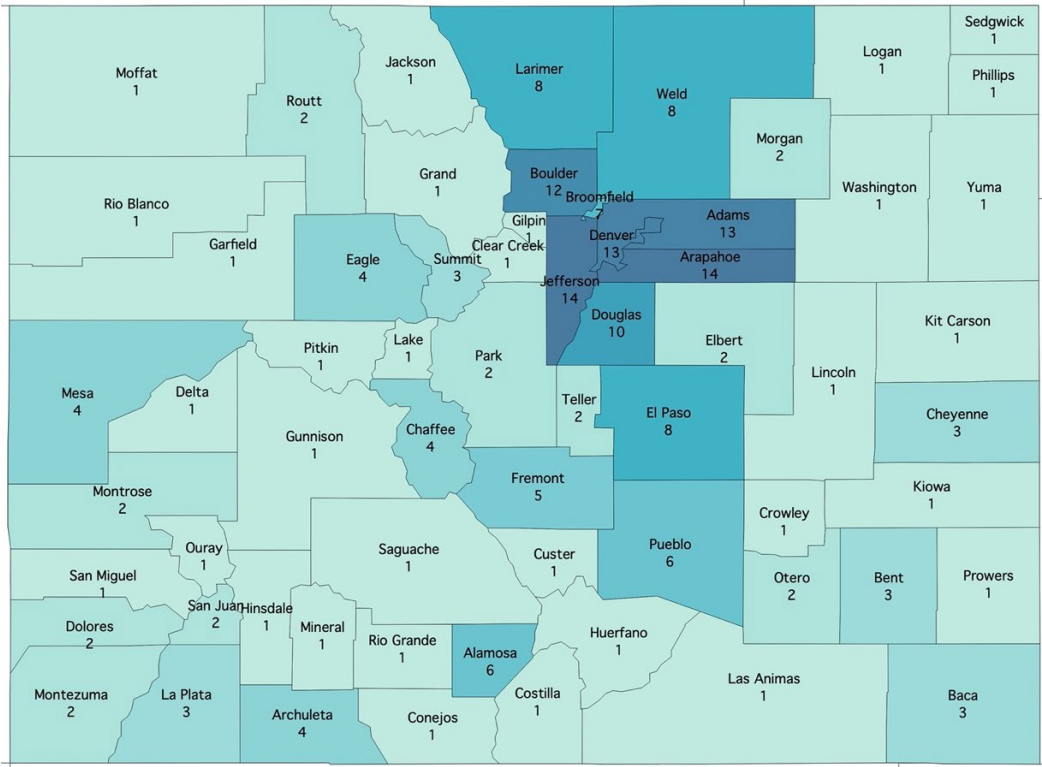 Sedgwick
1
Logan
1
Phillips
1
Moffat
1
Jackson
1
Larimer
8
Weld
8
Routt
2
Morgan
2
Grand
1
Boulder
12
Broomfield
7
Washington
1
Yuma
1
Rio Blanco
1
Garfield
1
Gilpin
1
Clear Creek
1
Adams
13
Denver
13
Arapahoe
14
Eagle
4
Summit
3
Jefferson
14
Douglas
10
Elbert
2
Kit Carson
1
Lincoln
1
Pitkin
1
Lake
1
Park
2
Mesa
4
Delta
1
Teller
2
El Paso
8
Cheyenne
3
Gunnison
1
Chaffee
4
Fremont
5
Kiowa
1
Montrose
2
Crowley
1
Ouray
1
Saguache
1
Custer
1
Pueblo
6
Otero
2
Bent
3
Prowers
1
San Miguel
1
San Juan
2
Hinsdale
1
Dolores
2
Mineral
1
Rio Grande
1
Alamosa
6
Huerfano
1
Montezuma
2
La Plata
3
Archuleta
4
Conejos
1
Costilla
1
Las Animas
1
Baca
3